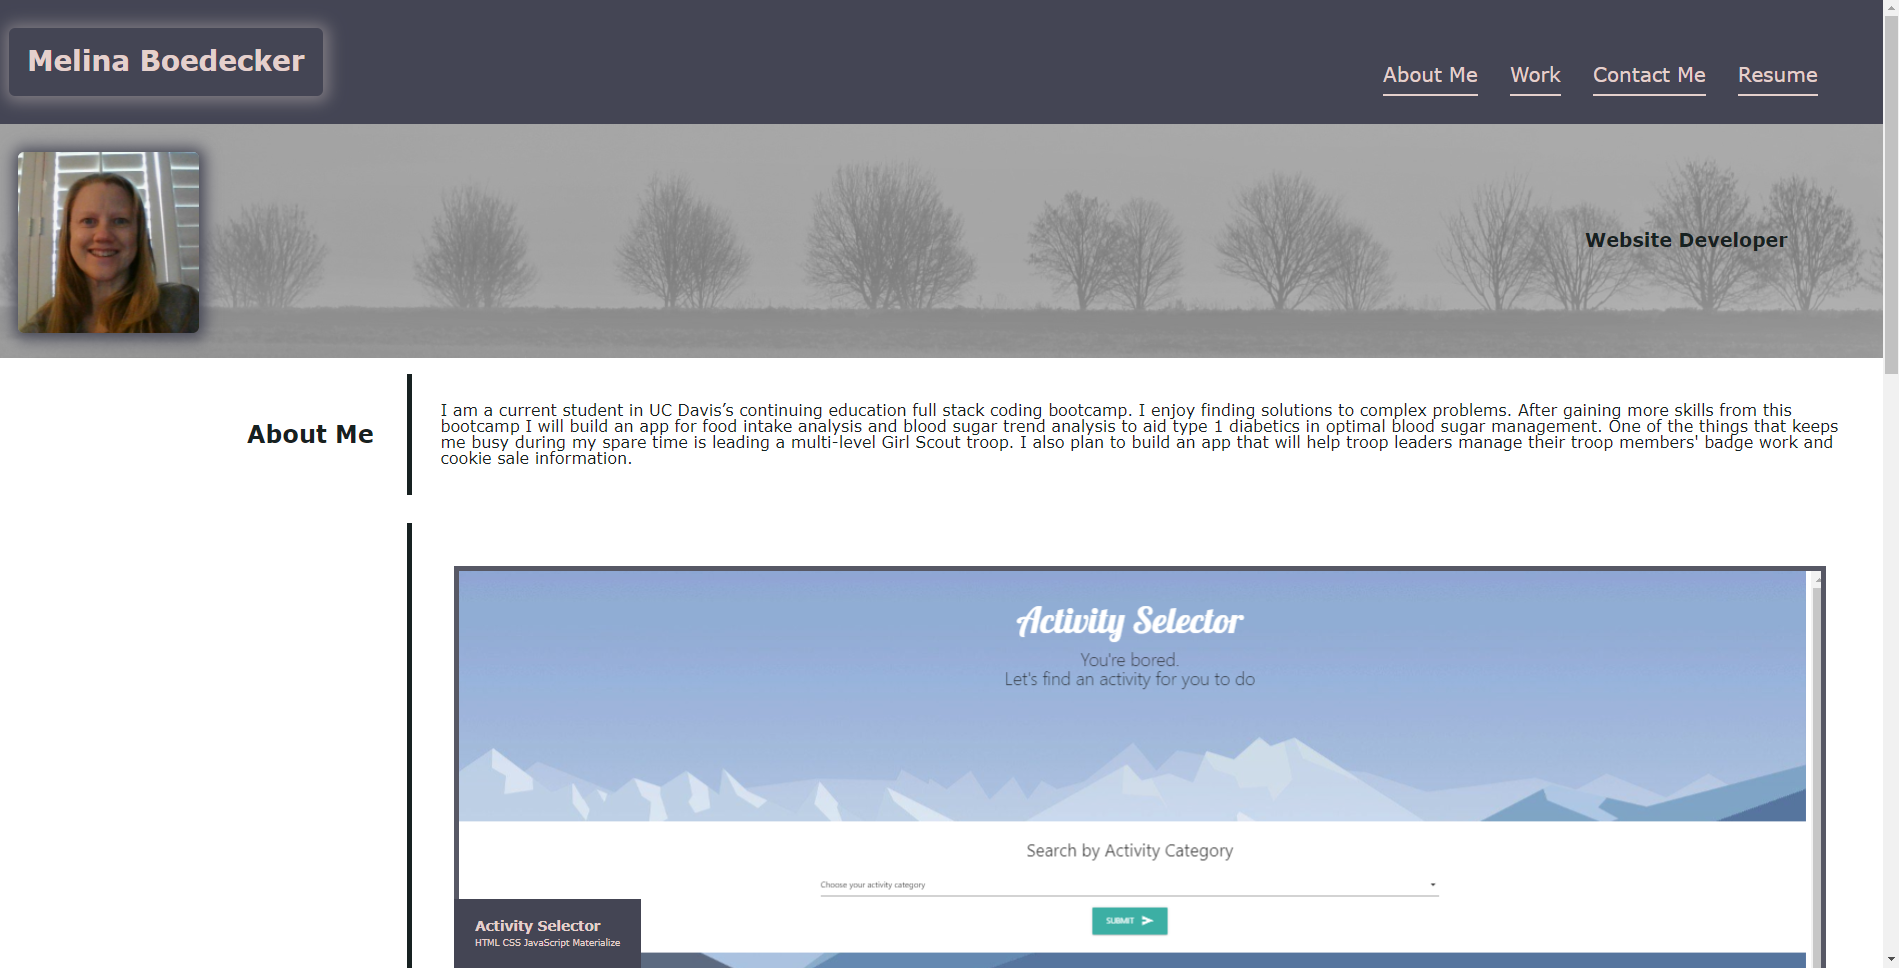 Melina Boedecker
About Me
Work
Contact Me
Resume
Website Developer
About Me
I am a current student in UC Davis’s continuing education full stack coding bootcamp. I enjoy finding solutions to complex problems. After gaining more skills from this
bootcamp I will build an app for food intake analysis and blood sugar trend analysis to aid type 1 diabetics in optimal blood sugar management. One of the things that keeps
me busy during my spare time is leading a multi-level Girl Scout troop. I also plan to build an app that will help troop leaders manage their troop members' badge work and
cookie sale information.
Activity Selector
You're bored.
Let's find an activity for you to do
Search by Activity Category
Choose your activity category
SUBMIT
Activity Selector
HTML CSS JavaScript Materialize